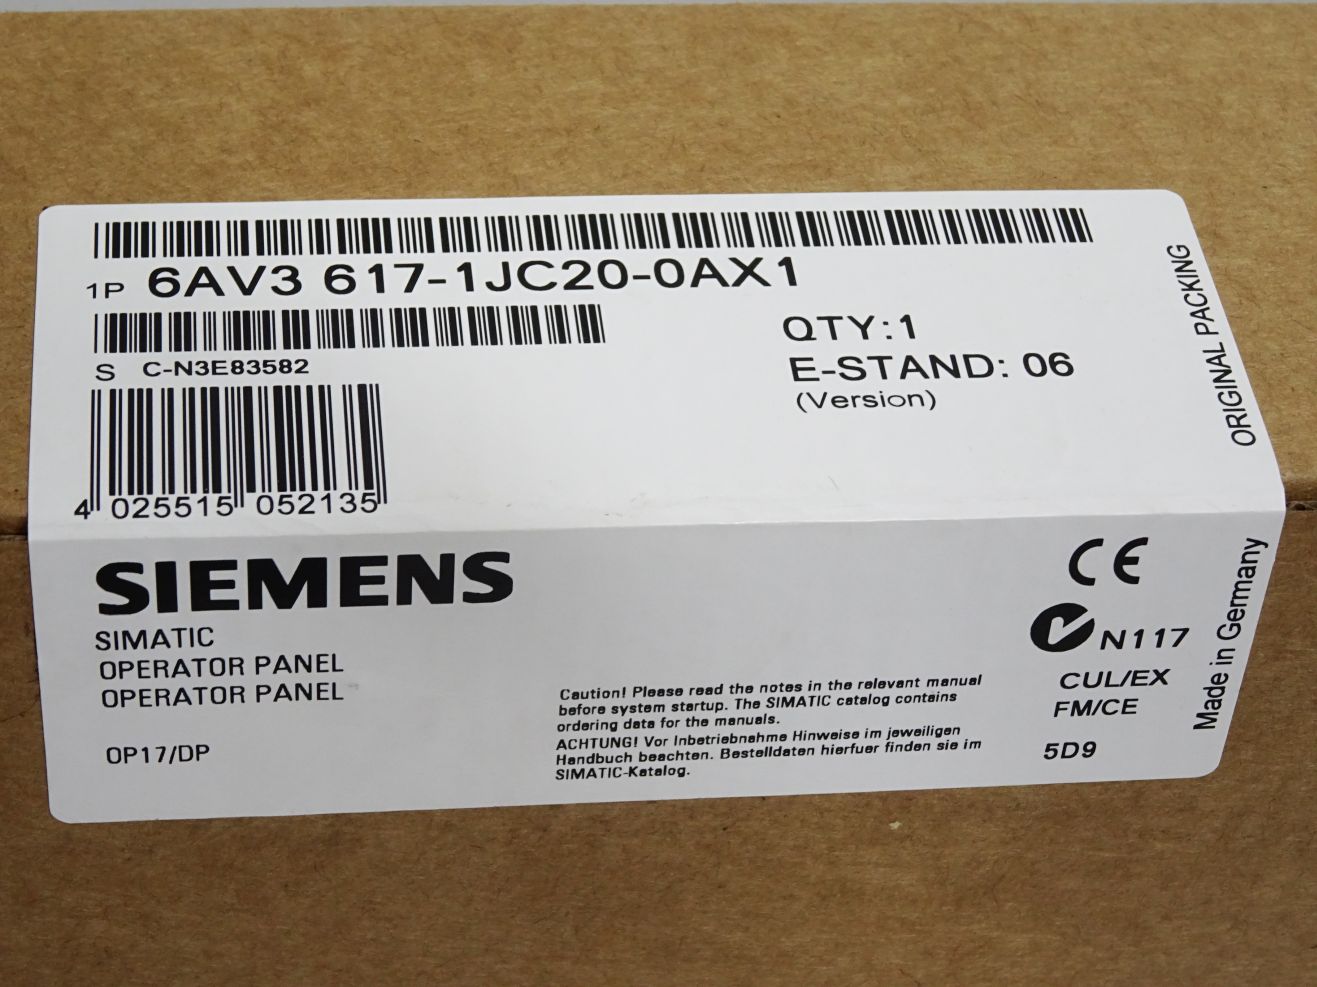 1P 6AV3 617-1JC20-0AX1
S C-N3E83582
QTY:1
E-STAND: 06
(Version)
4 025515 052135
ORIGINAL PACKING
SIEMENS
SIMATIC
OPERATOR PANEL
OPERATOR PANEL
OP17/DP
Caution! Please read the notes in the relevant manual
before system startup. The SIMATIC catalog contains
ordering data for the manuals.
ACHTUNG! Vor Inbetriebnahme Hinweise im jeweiligen
Handbuch beachten. Bestelldaten hierfuer finden sie im
SIMATIC-Katalog.
CE
N117
CUL/EX
FM/CE
5D9
Made in Germany